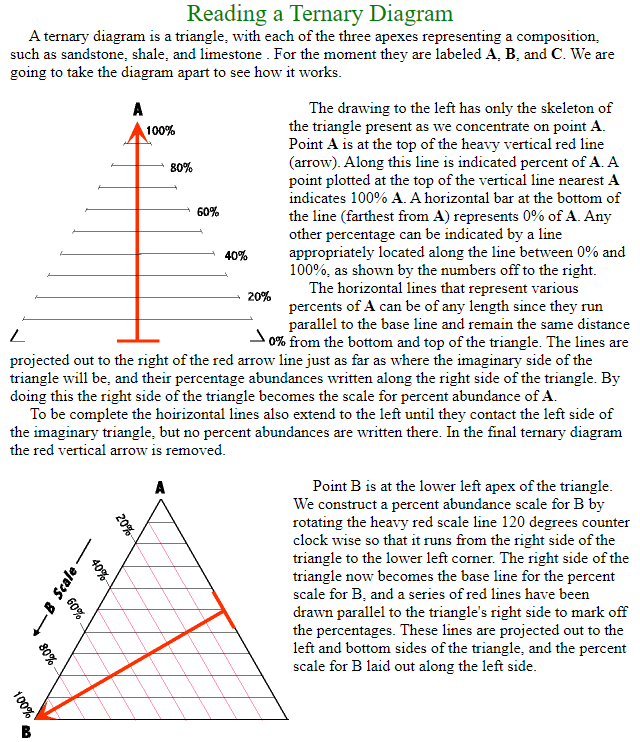 Reading a Ternary Diagram
A ternary diagram is a triangle, with each of the three apexes representing a composition,
such as sandstone, shale, and limestone . For the moment they are labeled A, B, and C. We are
going to take the diagram apart to see how it works.
A
100%
80%
60%
40%
20%
0%
The drawing to the left has only the skeleton of
the triangle present as we concentrate on point A.
Point A is at the top of the heavy vertical red line
(arrow). Along this line is indicated percent of A. A
point plotted at the top of the vertical line nearest A
indicates 100% A. A horizontal bar at the bottom of
the line (farthest from A) represents 0% of A. Any
other percentage can be indicated by a line
appropriately located along the line between 0% and
100%, as shown by the numbers off to the right.
The horizontal lines that represent various
percents of A can be of any length since they run
parallel to the base line and remain the same distance
from the bottom and top of the triangle. The lines are
projected out to the right of the red arrow line just as far as where the imaginary side of the
triangle will be, and their percentage abundances written along the right side of the triangle. By
doing this the right side of the triangle becomes the scale for percent abundance of A.
To be complete the hoirizontal lines also extend to the left until they contact the left side of
the imaginary triangle, but no percent abundances are written there. In the final ternary diagram
the red vertical arrow is removed.
A
20%
40%
60%
80%
100%
B Scale
B
Point B is at the lower left apex of the triangle.
We construct a percent abundance scale for B by
rotating the heavy red scale line 120 degrees counter
clock wise so that it runs from the right side of the
triangle to the lower left corner. The right side of the
triangle now becomes the base line for the percent
scale for B, and a series of red lines have been
drawn parallel to the triangle's right side to mark off
the percentages. These lines are projected out to the
left and bottom sides of the triangle, and the percent
scale for B laid out along the left side.